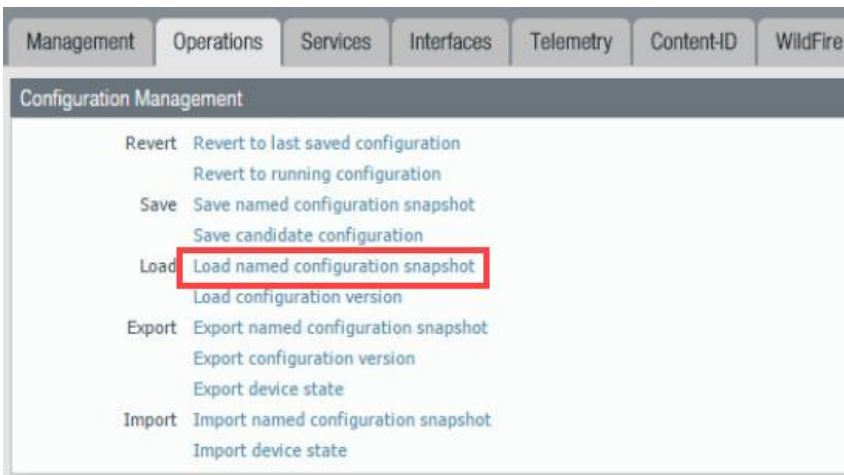 Management Operations Services Interfaces Telemetry Content-ID WildFire
Configuration Management
Revert Revert to last saved configuration
Revert to running configuration
Save Save named configuration snapshot
Save candidate configuration
Load Load named configuration snapshot
Load configuration version
Export Export named configuration snapshot
Export configuration version
Export device state
Import Import named configuration snapshot
Import device state